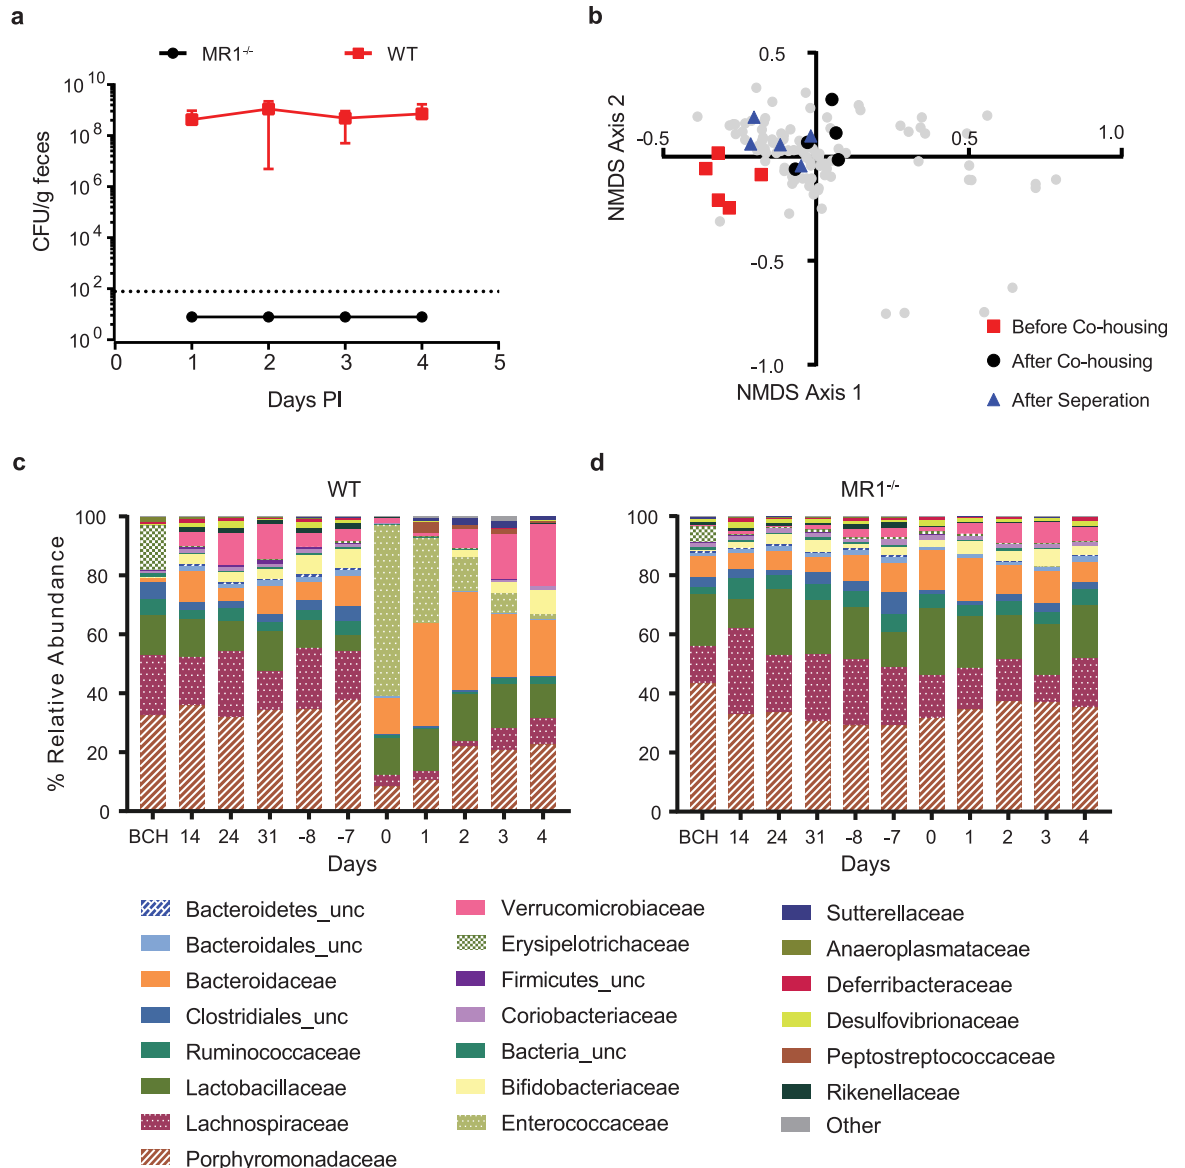 a
MR1-/-
WT
10^10
10^8
10^6
10^4
10^2
10^0
CFU/g feces
0 1 2 3 4 5
Days PI
b
0.5
-0.5 0.5 1.0
-0.5
-1.0
NMDS Axis 2
NMDS Axis 1
Before Co-housing
After Co-housing
After Seperation
c
WT
100
80
60
40
20
0
% Relative Abundance
BCH 14 24 31 -8 -7 0 1 2 3 4
Days
d
MR1-/-
100
80
60
40
20
0
BCH 14 24 31 -8 -7 0 1 2 3 4
Days
Bacteroidetes_unc
Bacteroidales_unc
Bacteroidaceae
Clostridiales_unc
Ruminococcaceae
Lactobacillaceae
Lachnospiraceae
Porphyromonadaceae
Verrucomicrobiaceae
Erysipelotrichaceae
Firmicutes_unc
Coriobacteriaceae
Bacteria_unc
Bifidobacteriaceae
Enterococcaceae
Sutterellaceae
Anaeroplasmataceae
Deferribacteraceae
Desulfovibrionaceae
Peptostreptococcaceae
Rikenellaceae
Other